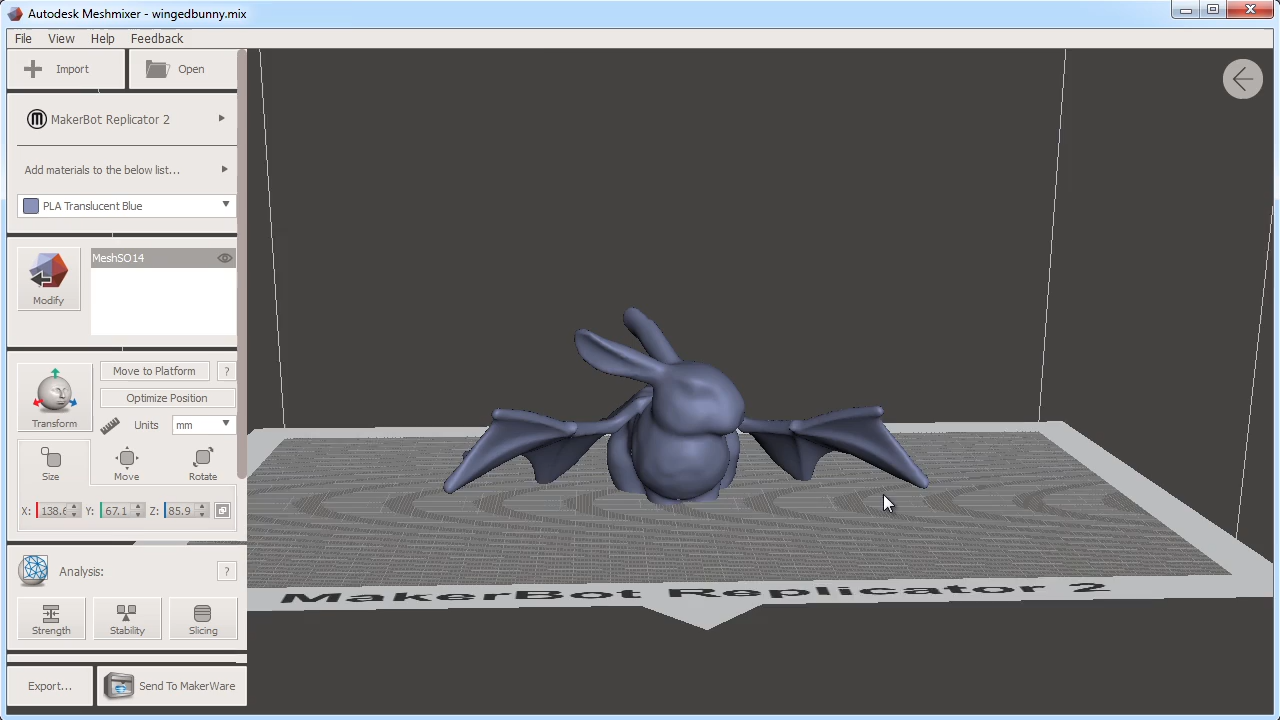 Autodesk Meshmixer - wingedbunny.mix
File View Help Feedback
Import Open
MakerBot Replicator 2
Add materials to the below list...
PLA Translucent Blue
MeshSO14
Modify
Move to Platform ?
Optimize Position
Transform Units mm
Size Move Rotate
X: 138.6 Y: 67.1 Z: 85.9
Analysis: ?
Strength Stability Slicing
Export... Send To MakerWare
MakerBot Replicator 2